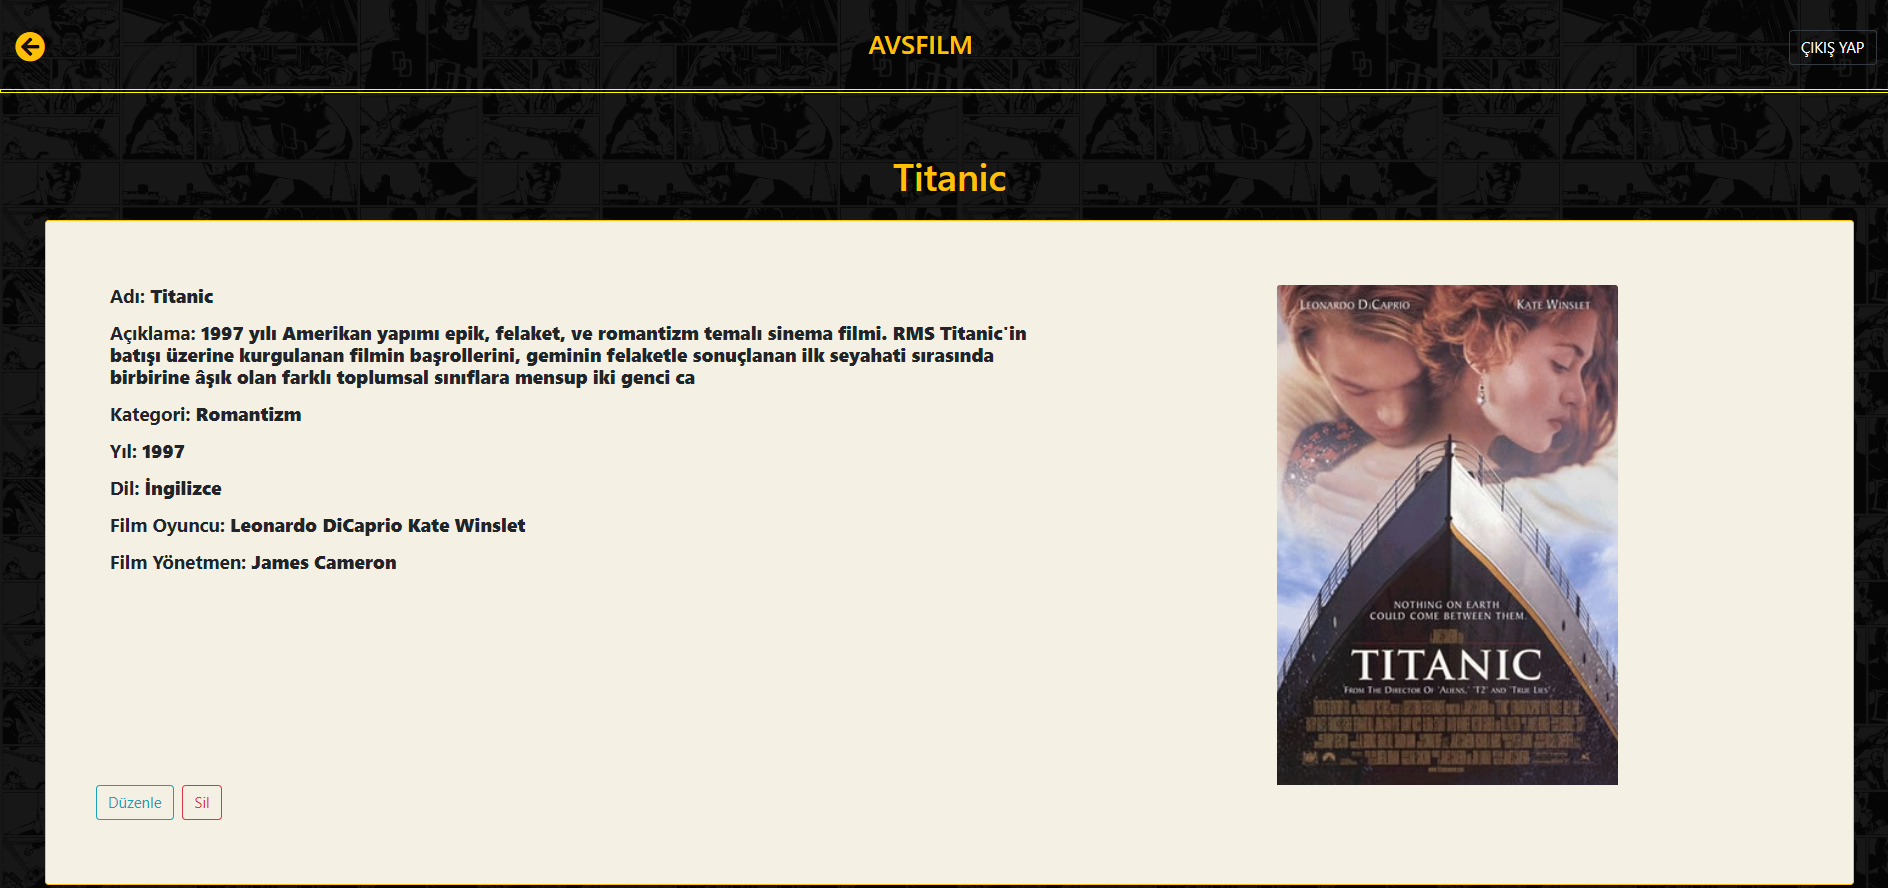 AVSFILM
ÇIKIŞ YAP
Titanic
Adı: Titanic
Açıklama: 1997 yılı Amerikan yapımı epik, felaket, ve romantizm temalı sinema filmi. RMS Titanic'in
batışı üzerine kurgulanan filmin başrollerini, geminin felaketle sonuçlanan ilk seyahati sırasında
birbirine âşık olan farklı toplumsal sınıflara mensup iki genci ca
Kategori: Romantizm
Yıl: 1997
Dil: İngilizce
Film Oyuncu: Leonardo DiCaprio Kate Winslet
Film Yönetmen: James Cameron
Düzenle
Sil
LEONARDO DICAPRIO
KATE WINSLET
NOTHING ON EARTH
COULD COME BETWEEN THEM.
TITANIC
FROM THE DIRECTOR OF 'ALIENS,' 'T2' AND 'TRUE LIES'